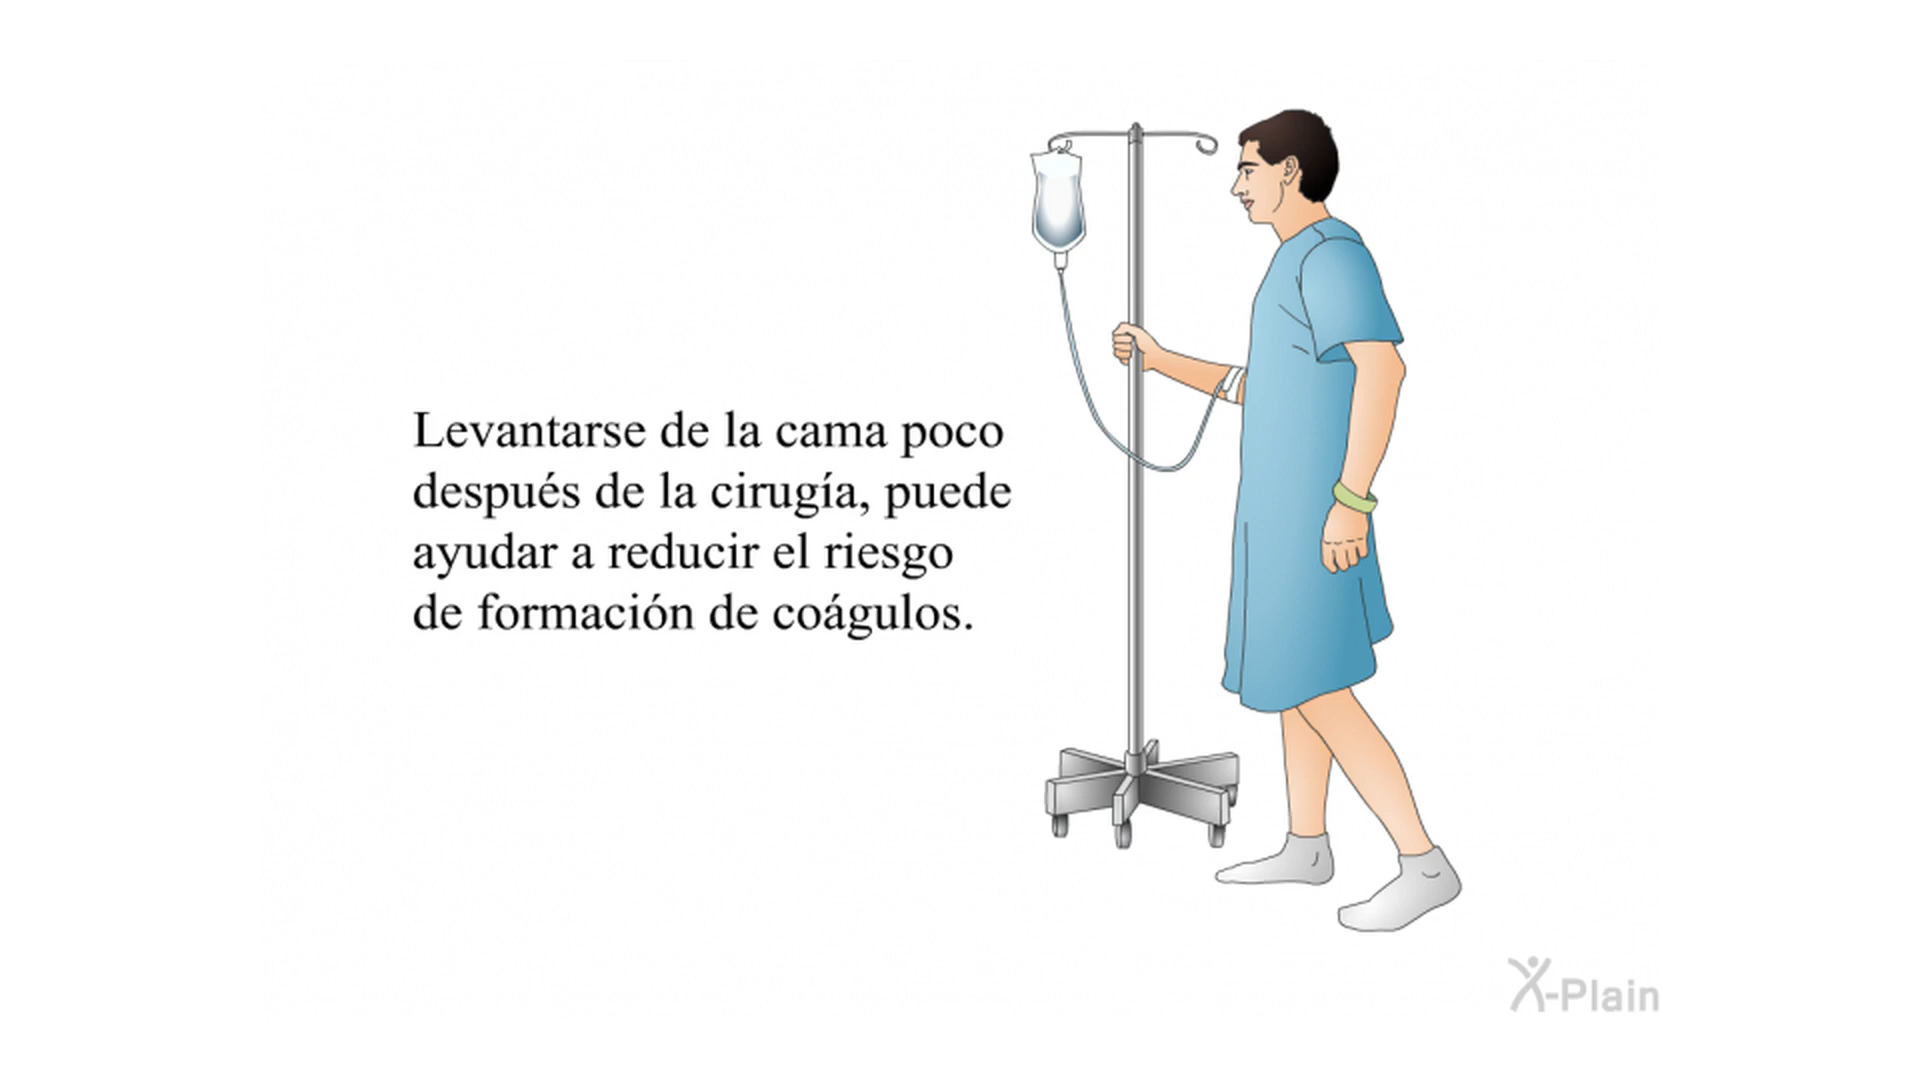 Levantarse de la cama poco
después de la cirugía, puede
ayudar a reducir el riesgo
de formación de coágulos.
X-Plain